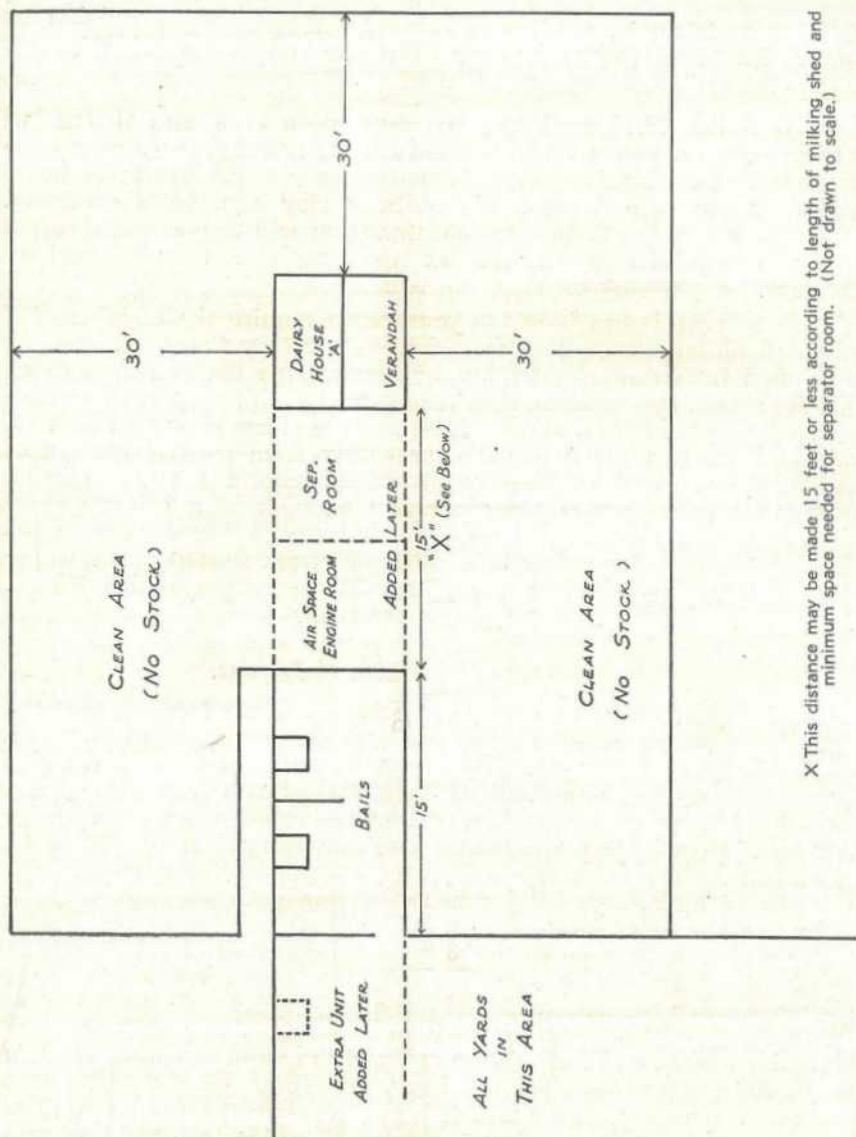 30'
30'
DAIRY
HOUSE
'A'
VERANDAH
30'
CLEAN AREA
(NO STOCK)
SEP.
ROOM
AIR SPACE
ENGINE ROOM
ADDED LATER
15'
"X" (See Below)
CLEAN AREA
(NO STOCK)
BAILS
15'
EXTRA UNIT
ADDED LATER
ALL YARDS
IN
THIS AREA
X This distance may be made 15 feet or less according to length of milking shed and
minimum space needed for separator room. (Not drawn to scale.)